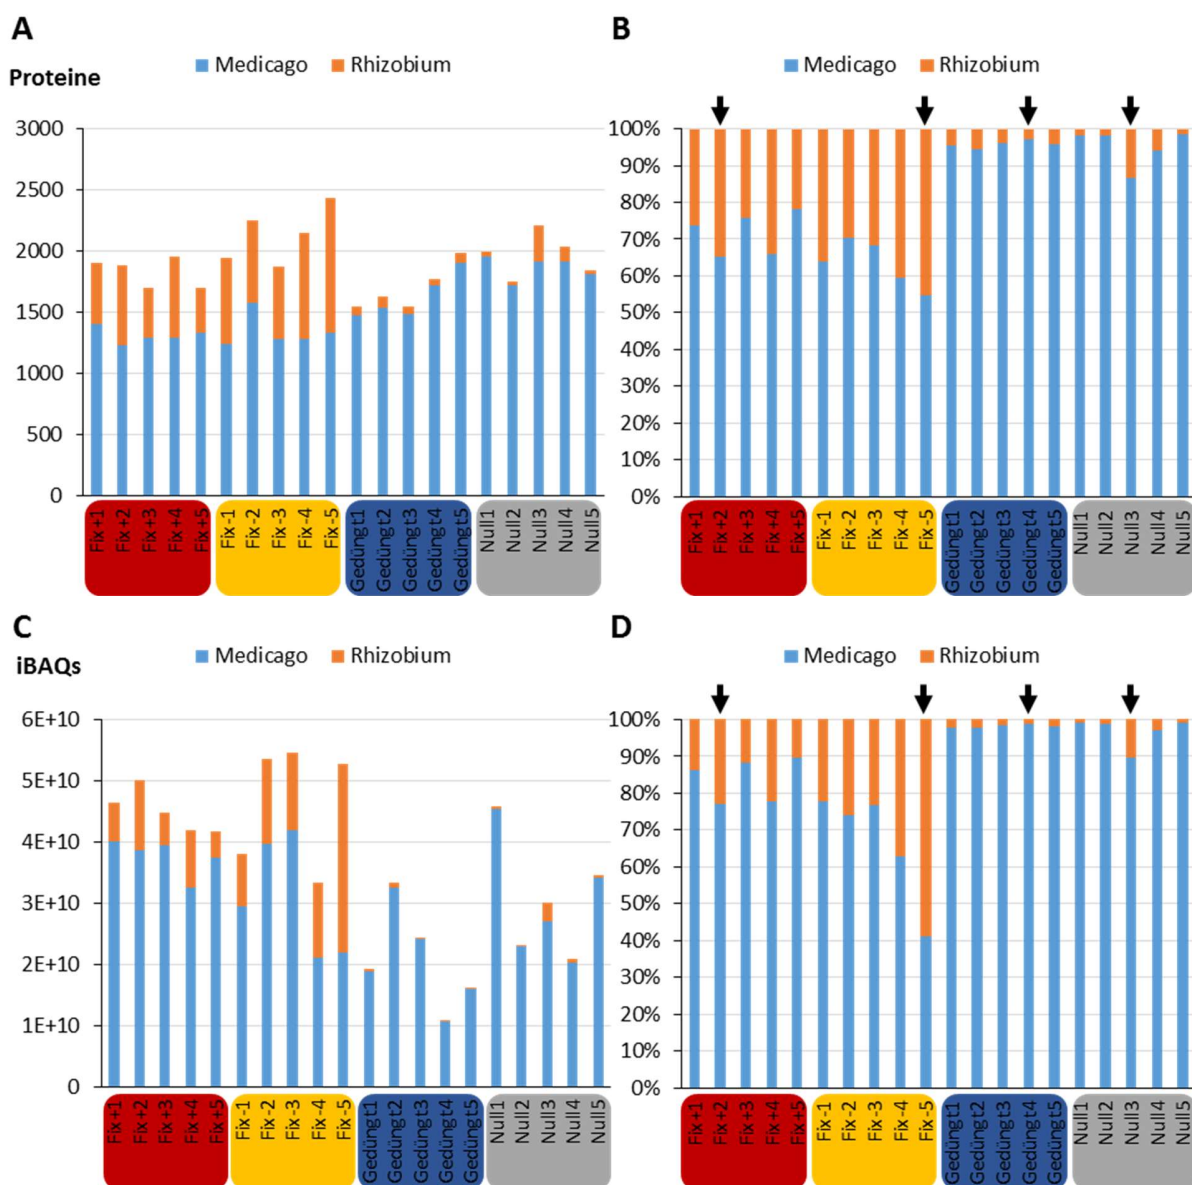 A
Proteine
Medicago Rhizobium
3000
2500
2000
1500
1000
500
0
Fix+1
Fix+2
Fix+3
Fix+4
Fix+5
Fix-1
Fix-2
Fix-3
Fix-4
Fix-5
Gedüngt1
Gedüngt2
Gedüngt3
Gedüngt4
Gedüngt5
Null1
Null2
Null3
Null4
Null5
B
Medicago Rhizobium
100%
90%
80%
70%
60%
50%
40%
30%
20%
10%
0%
Fix+1
Fix+2
Fix+3
Fix+4
Fix+5
Fix-1
Fix-2
Fix-3
Fix-4
Fix-5
Gedüngt1
Gedüngt2
Gedüngt3
Gedüngt4
Gedüngt5
Null1
Null2
Null3
Null4
Null5
C
iBAQs
Medicago Rhizobium
6E+10
5E+10
4E+10
3E+10
2E+10
1E+10
0
Fix+1
Fix+2
Fix+3
Fix+4
Fix+5
Fix-1
Fix-2
Fix-3
Fix-4
Fix-5
Gedüngt1
Gedüngt2
Gedüngt3
Gedüngt4
Gedüngt5
Null1
Null2
Null3
Null4
Null5
D
Medicago Rhizobium
100%
90%
80%
70%
60%
50%
40%
30%
20%
10%
0%
Fix+1
Fix+2
Fix+3
Fix+4
Fix+5
Fix-1
Fix-2
Fix-3
Fix-4
Fix-5
Gedüngt1
Gedüngt2
Gedüngt3
Gedüngt4
Gedüngt5
Null1
Null2
Null3
Null4
Null5